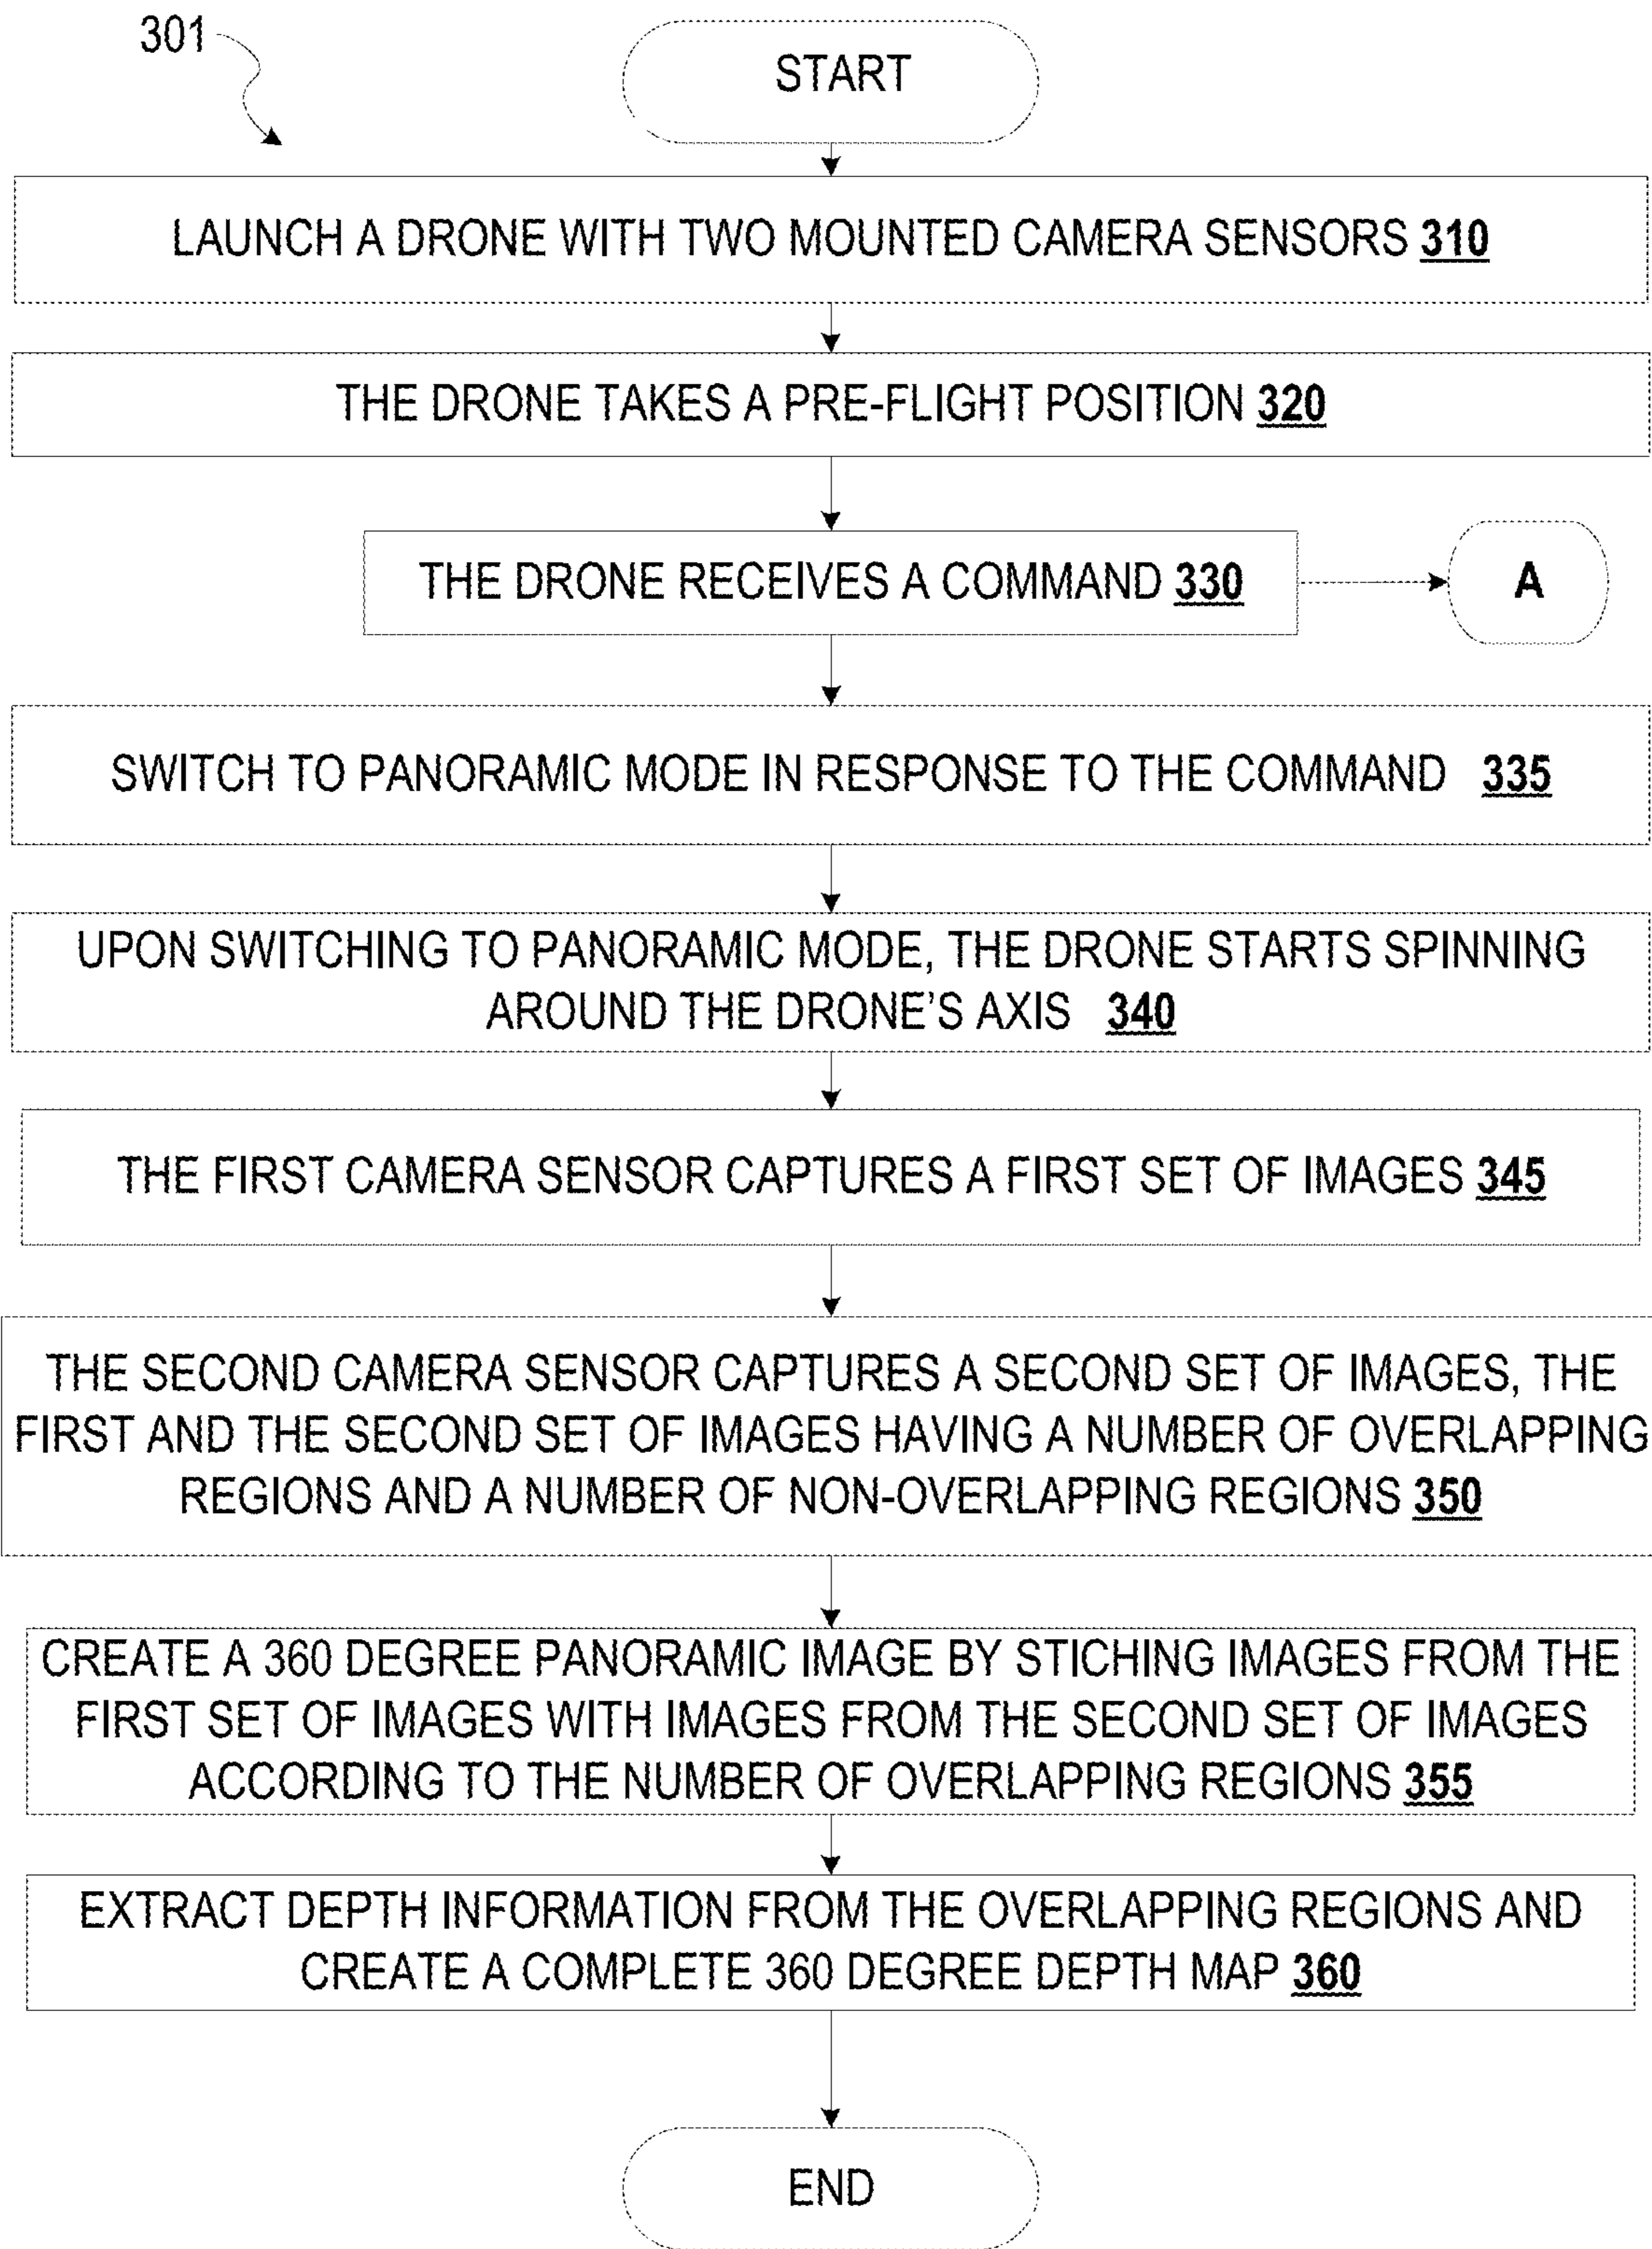 301
START
LAUNCH A DRONE WITH TWO MOUNTED CAMERA SENSORS 310
THE DRONE TAKES A PRE-FLIGHT POSITION 320
THE DRONE RECEIVES A COMMAND 330
A
SWITCH TO PANORAMIC MODE IN RESPONSE TO THE COMMAND 335
UPON SWITCHING TO PANORAMIC MODE, THE DRONE STARTS SPINNING
AROUND THE DRONE'S AXIS 340
THE FIRST CAMERA SENSOR CAPTURES A FIRST SET OF IMAGES 345
THE SECOND CAMERA SENSOR CAPTURES A SECOND SET OF IMAGES, THE
FIRST AND THE SECOND SET OF IMAGES HAVING A NUMBER OF OVERLAPPING
REGIONS AND A NUMBER OF NON-OVERLAPPING REGIONS 350
CREATE A 360 DEGREE PANORAMIC IMAGE BY STICHING IMAGES FROM THE
FIRST SET OF IMAGES WITH IMAGES FROM THE SECOND SET OF IMAGES
ACCORDING TO THE NUMBER OF OVERLAPPING REGIONS 355
EXTRACT DEPTH INFORMATION FROM THE OVERLAPPING REGIONS AND
CREATE A COMPLETE 360 DEGREE DEPTH MAP 360
END